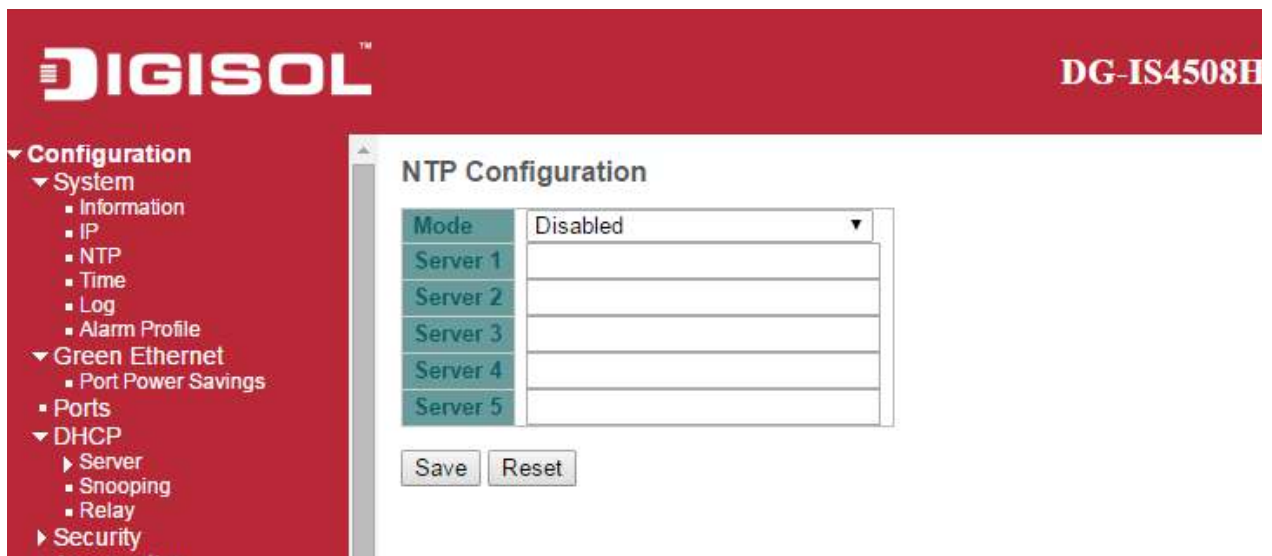 DIGISOL™
DG-IS4508H
Configuration
System
Information
IP
NTP
Time
Log
Alarm Profile
Green Ethernet
Port Power Savings
Ports
DHCP
Server
Snooping
Relay
Security
NTP Configuration
Mode Disabled
Server 1
Server 2
Server 3
Server 4
Server 5
Save Reset